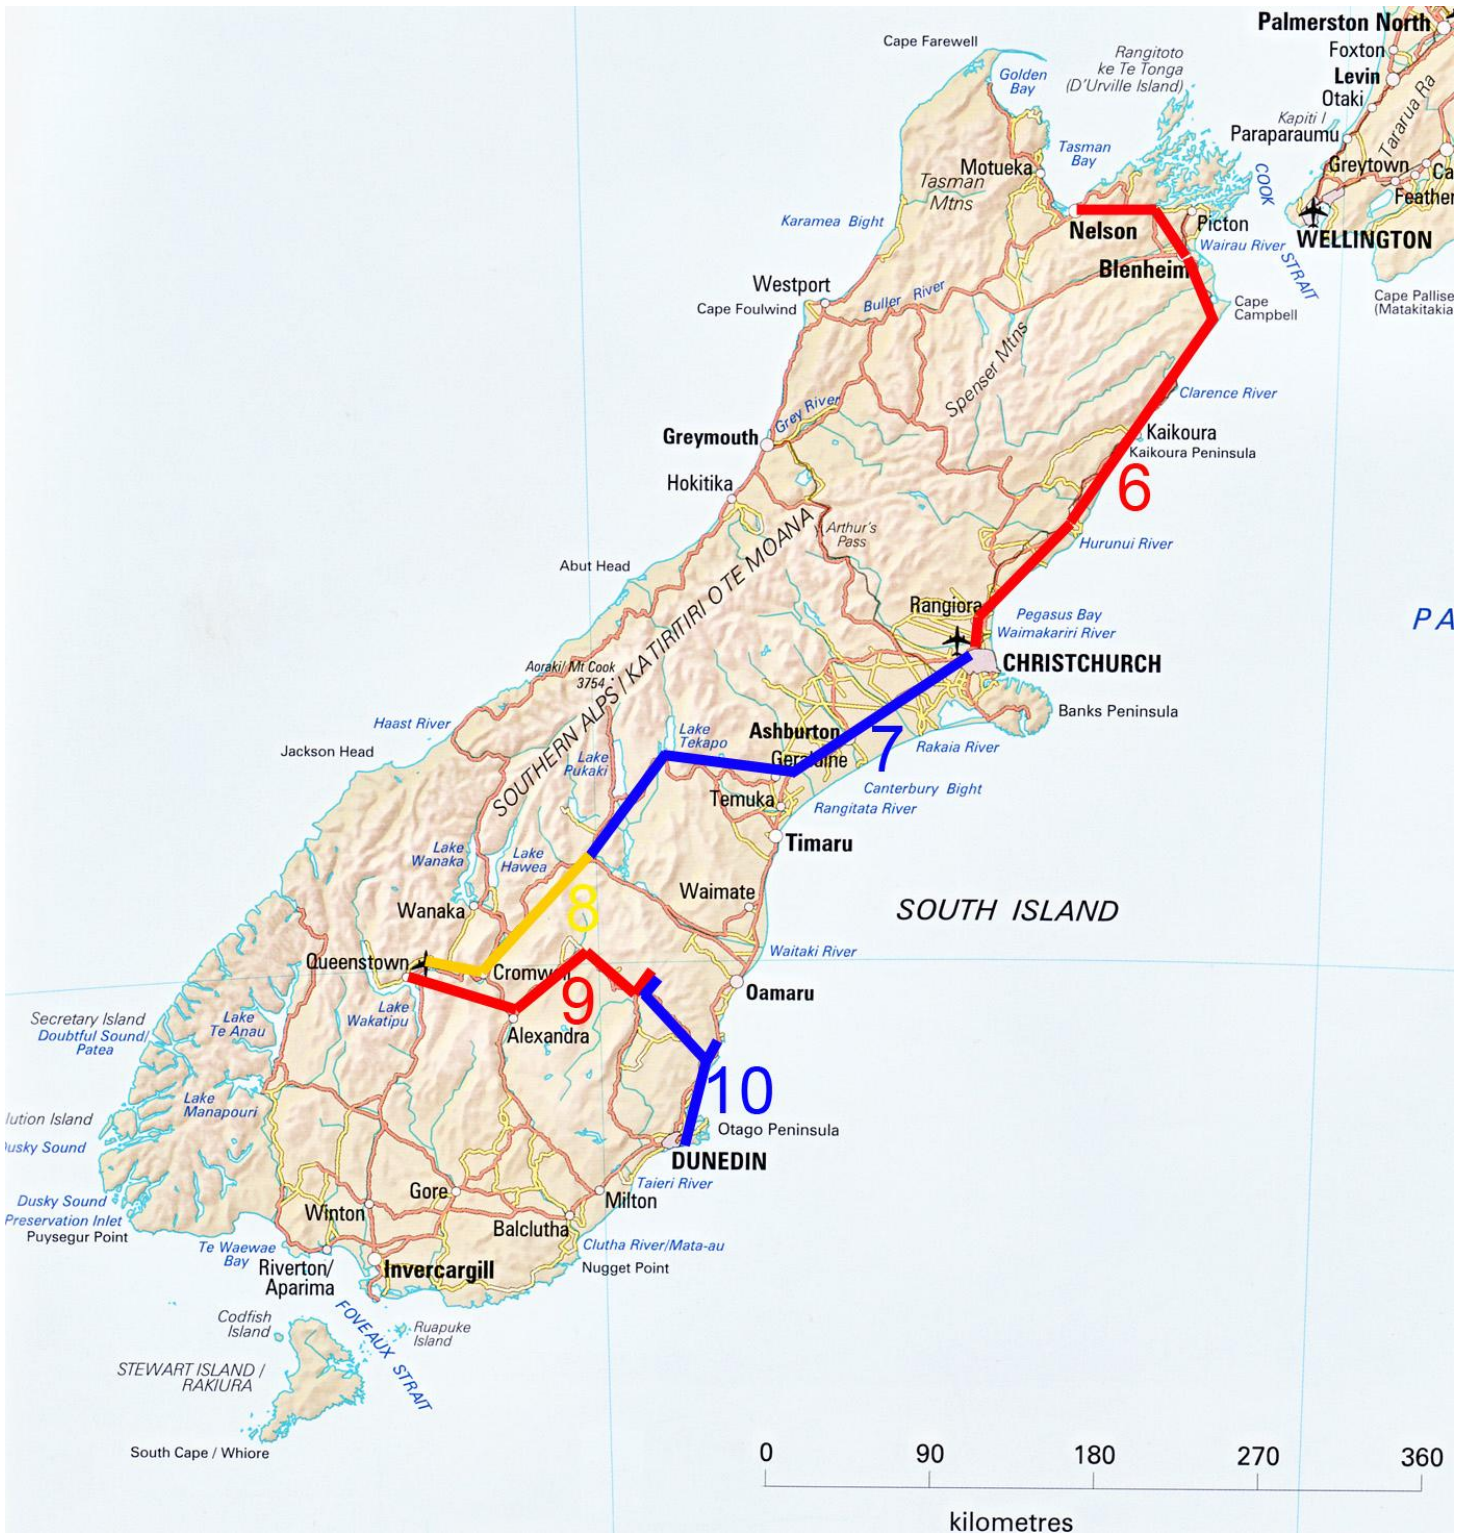 Palmerston North
Cape Farewell
Foxton
Rangitoto
ke Te Tonga
(D'Urville Island)
Golden
Bay
Levin
Otaki
Tararua Ra
Kapiti I
Paraparaumu
Tasman
Bay
Motueka
Greytown
Ca
Tasman
Mtns
COOK
STRAIT
Feather
Karamea Bight
Nelson
Picton
Wairau River
WELLINGTON
Blenheim
Westport
Buller River
Cape Foulwind
Cape
Campbell
Cape Pallise
(Matakitakia
Spenser Mtns
Clarence River
Grey River
Greymouth
Kaikoura
Kaikoura Peninsula
6
Hokitika
Arthur's
Pass
Hurunui River
Abut Head
SOUTHERN ALPS / KATIRITIRI OTE MOANA
Rangiora
Pegasus Bay
Waimakariri River
PA
CHRISTCHURCH
Aoraki/ Mt Cook
3754
Banks Peninsula
Haast River
Jackson Head
Lake
Tekapo
Ashburton
7
Rakaia River
Lake
Pukaki
Geraldine
Canterbury Bight
Temuka
Rangitata River
Timaru
Lake
Wanaka
Lake
Hawea
8
Waimate
Wanaka
SOUTH ISLAND
Waitaki River
Queenstown
Cromwell
9
Oamaru
Lake
Wakatipu
Secretary Island
Doubtful Sound/
Patea
Lake
Te Anau
Alexandra
10
Lake
Manapouri
lution Island
Dusky Sound
Otago Peninsula
DUNEDIN
Taieri River
Dusky Sound
Preservation Inlet
Puysegur Point
Gore
Milton
Winton
Balclutha
Te Waewae
Bay
Clutha River/Mata-au
Nugget Point
Riverton/
Aparima
Invercargill
FOVEAUX STRAIT
Codfish
Island
Ruapuke
Island
STEWART ISLAND /
RAKIURA
South Cape / Whiore
0 90 180 270 360
kilometres